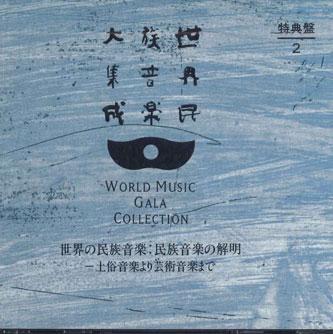 世界民
族音楽
大集成
特典盤
2
WORLD MUSIC
GALA
COLLECTION
世界の民族音楽:民族音楽の解明
−土俗音楽より芸術音楽まで